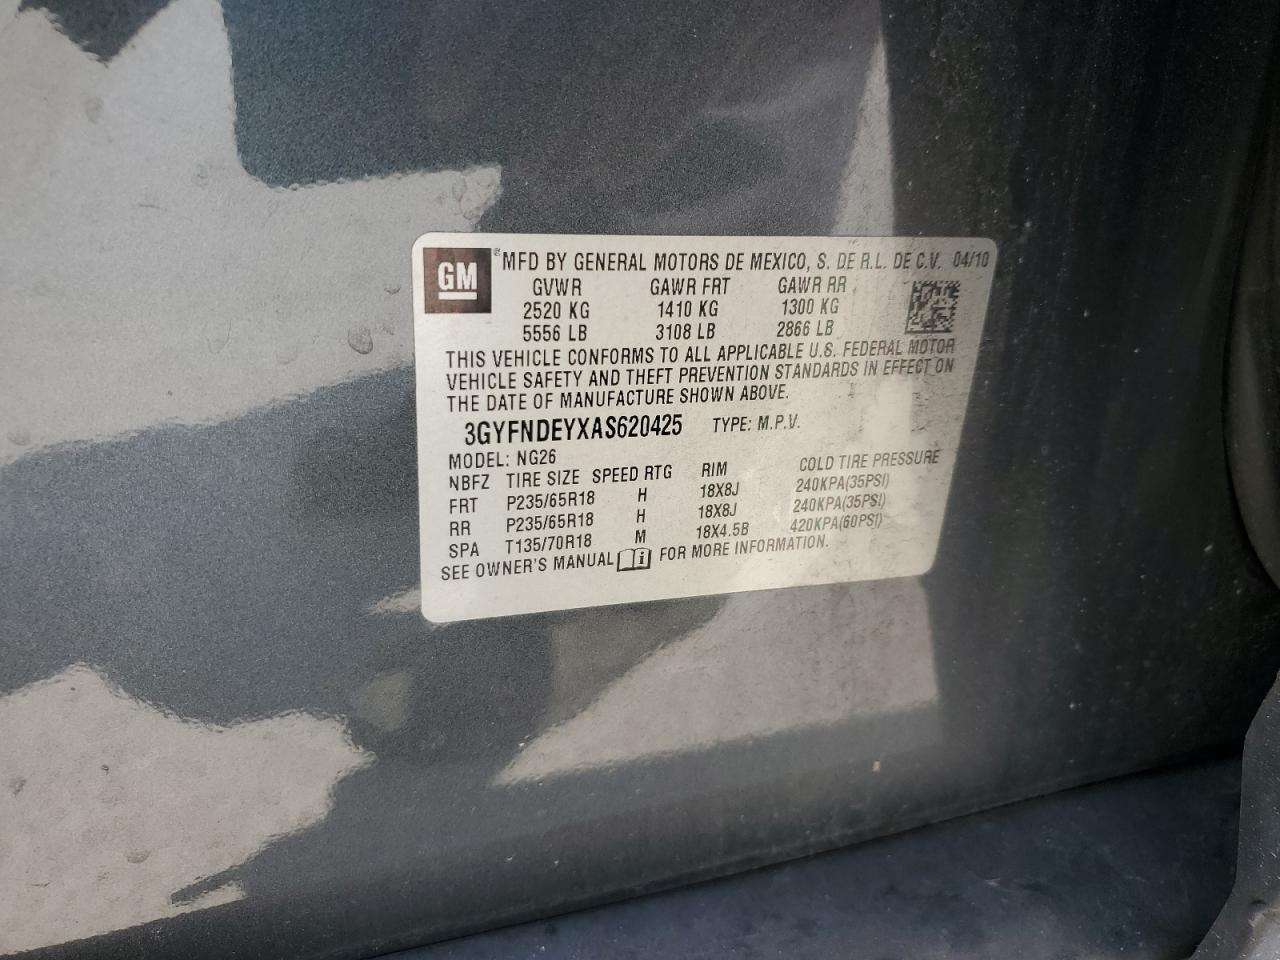 GM MFD BY GENERAL MOTORS DE MEXICO, S. DE R.L. DE C.V. 04/10
GVWR GAWR FRT GAWR RR
2520 KG 1410 KG 1300 KG
5556 LB 3108 LB 2866 LB
THIS VEHICLE CONFORMS TO ALL APPLICABLE U.S. FEDERAL MOTOR
VEHICLE SAFETY AND THEFT PREVENTION STANDARDS IN EFFECT ON
THE DATE OF MANUFACTURE SHOWN ABOVE.
3GYFNDEYXAS620425 TYPE: M.P.V.
MODEL: NG26
NBFZ TIRE SIZE SPEED RTG RIM COLD TIRE PRESSURE
FRT P235/65R18 H 18X8J 240KPA(35PSI)
RR P235/65R18 H 18X8J 240KPA(35PSI)
SPA T135/70R18 M 18X4.5B 420KPA(60PSI)
SEE OWNER'S MANUAL i FOR MORE INFORMATION.